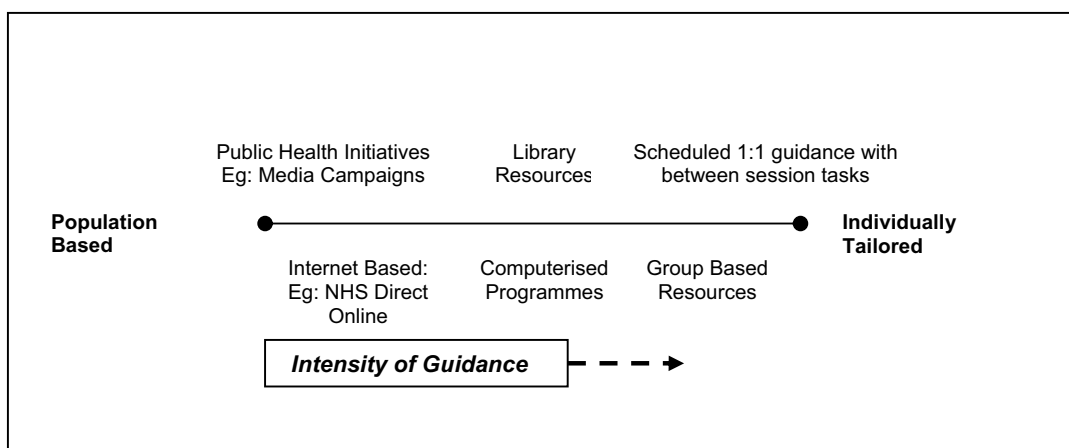 Public Health Initiatives
Eg: Media Campaigns
Library
Resources
Scheduled 1:1 guidance with
between session tasks
Population
Based
Individually
Tailored
Internet Based:
Eg: NHS Direct
Online
Computerised
Programmes
Group Based
Resources
Intensity of Guidance